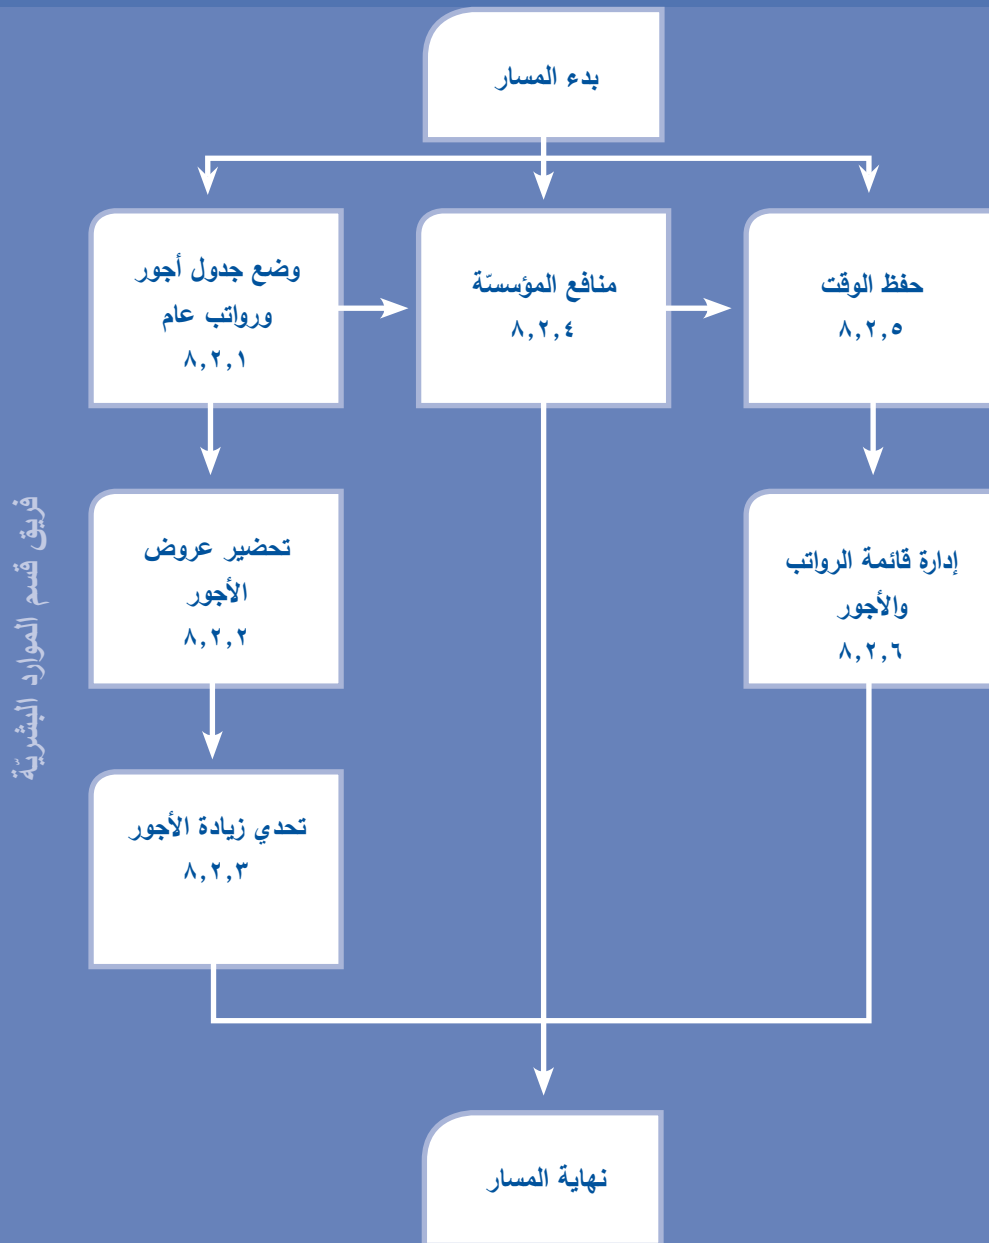 بدء المسار
وضع جدول أجور
ورواتب عام
٨,٢,١
منافع المؤسسّة
٨,٢,٤
حفظ الوقت
٨,٢,٥
تحضير عروض
الأجور
٨,٢,٢
إدارة قائمة الرواتب
والأجور
٨,٢,٦
تحدي زيادة الأجور
٨,٢,٣
نهاية المسار
فريق قسم الموارد البشريّة